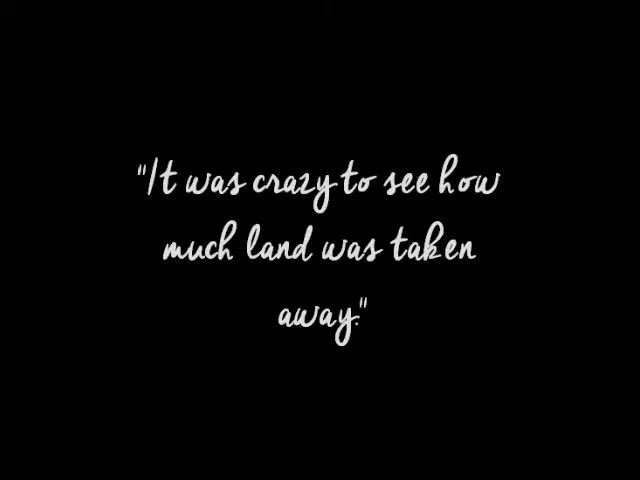 "It was crazy to see how
much land was taken
away."